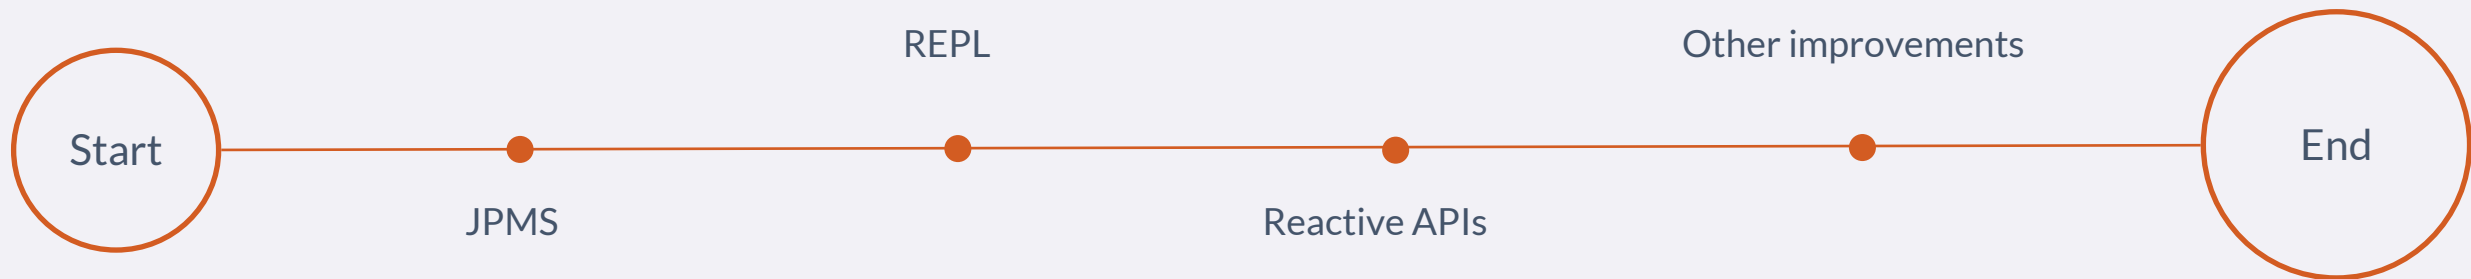 Start
JPMS
REPL
Reactive APIs
Other improvements
End